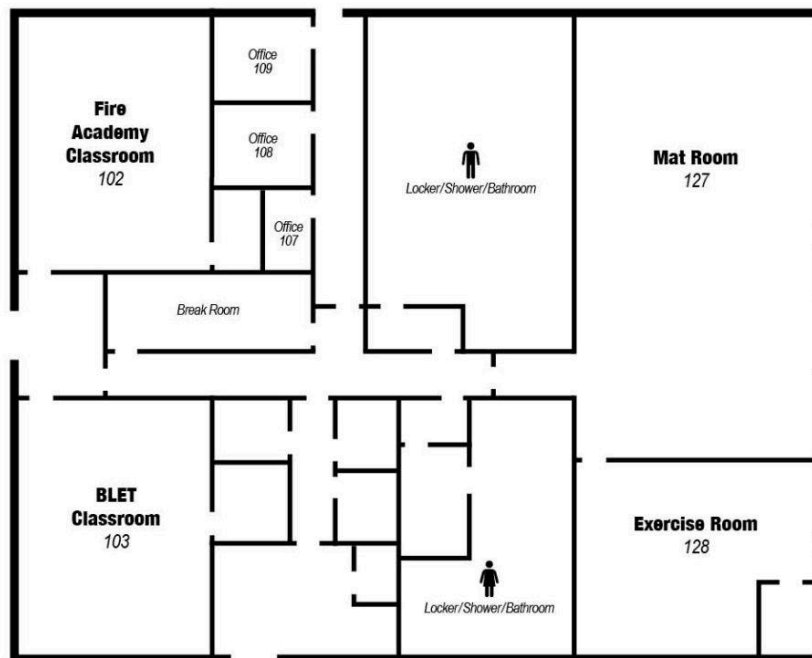 Office
109
Fire
Academy
Classroom
102
Office
108
Mat Room
127
Locker/Shower/Bathroom
Office
107
Break Room
BLET
Classroom
103
Exercise Room
128
Locker/Shower/Bathroom